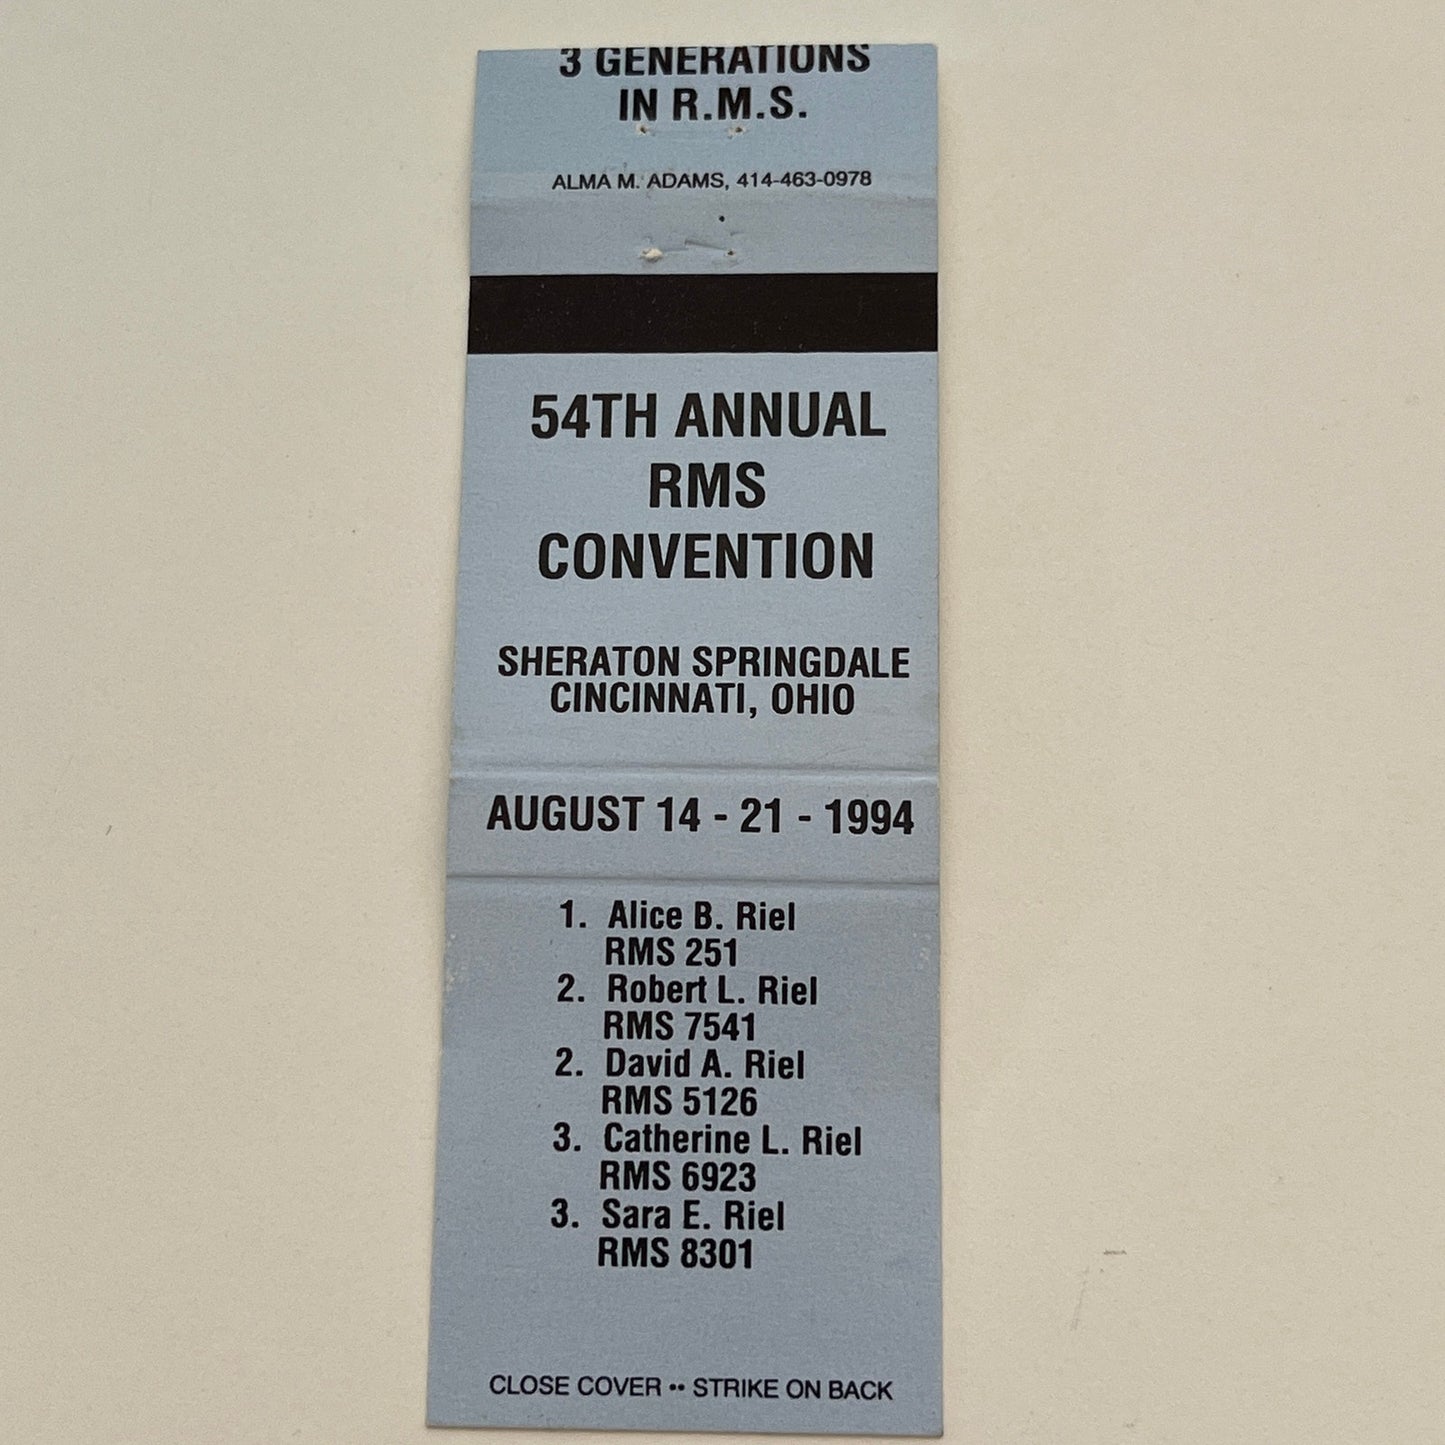 3 GENERATIONS
IN R.M.S.
ALMA M. ADAMS, 414-463-0978
54TH ANNUAL
RMS
CONVENTION
SHERATON SPRINGDALE
CINCINNATI, OHIO
AUGUST 14 - 21 - 1994
1. Alice B. Riel
RMS 251
2. Robert L. Riel
RMS 7541
2. David A. Riel
RMS 5126
3. Catherine L. Riel
RMS 6923
3. Sara E. Riel
RMS 8301
CLOSE COVER •• STRIKE ON BACK